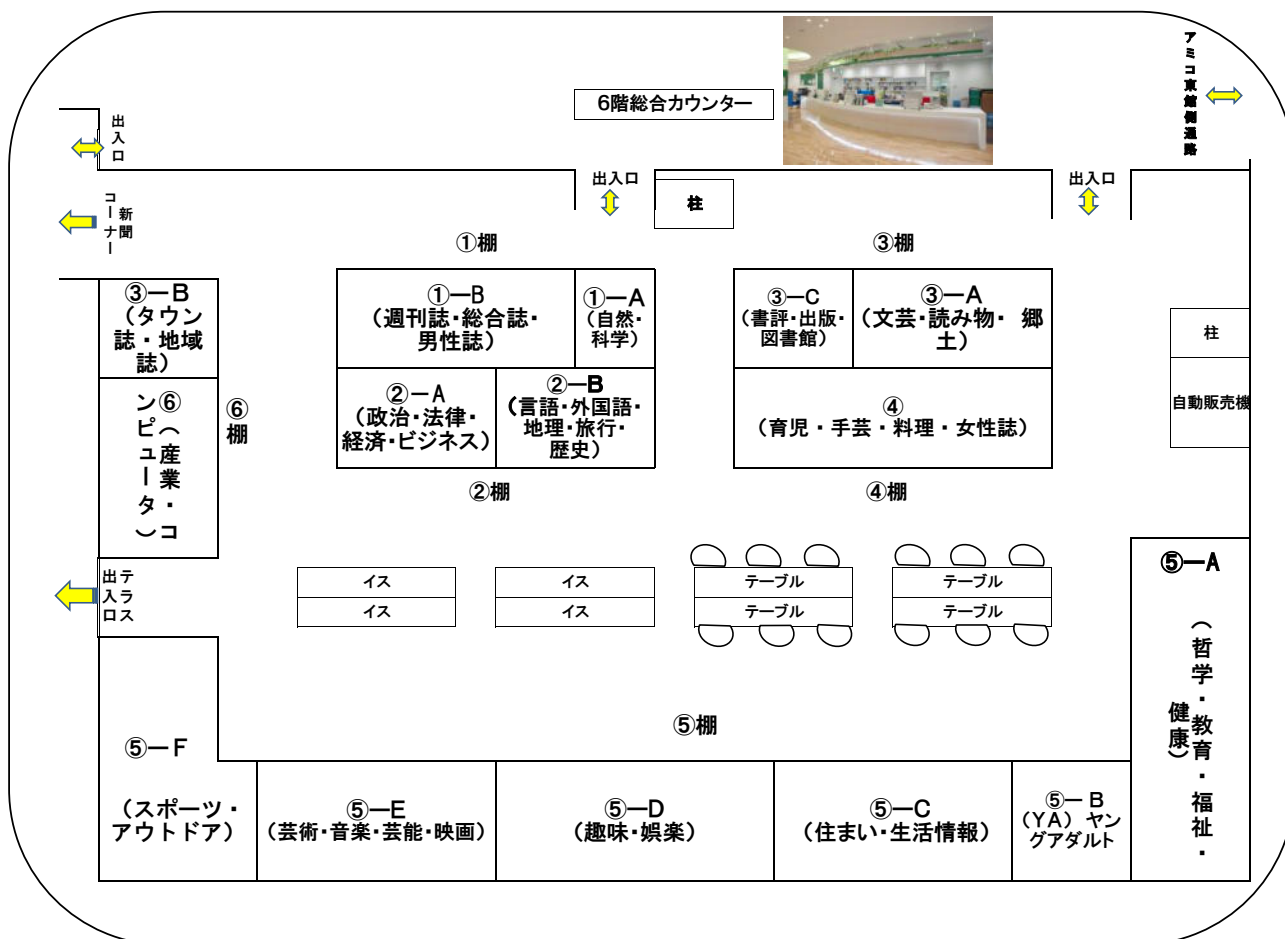 アミコ東館側通路
6階総合カウンター
出入口
出入口
柱
出入口
新聞
コーナー
①棚
③棚
③ーB
（タウン
誌・地域
誌）
①ーB
（週刊誌・総合誌・
男性誌）
①ーA
（自然・
科学）
③ーC
（書評・出版・
図書館）
③ーA
（文芸・読み物・ 郷
土）
柱
自動販売機
⑥（産業・コ
ンピュータ）
⑥
棚
②ーA
（政治・法律・
経済・ビジネス）
②ーB
（言語・外国語・
地理・旅行・
歴史）
④
（育児・手芸・料理・女性誌）
②棚
④棚
テラス
出入口
イス
イス
イス
イス
テーブル
テーブル
テーブル
テーブル
⑤ーA
（哲学・教育・福祉・
健康）
⑤棚
⑤ーF
（スポーツ・
アウトドア）
⑤ーE
（芸術・音楽・芸能・映画）
⑤ーD
（趣味・娯楽）
⑤ーC
（住まい・生活情報）
⑤ーB
（YA）ヤン
グアダルト